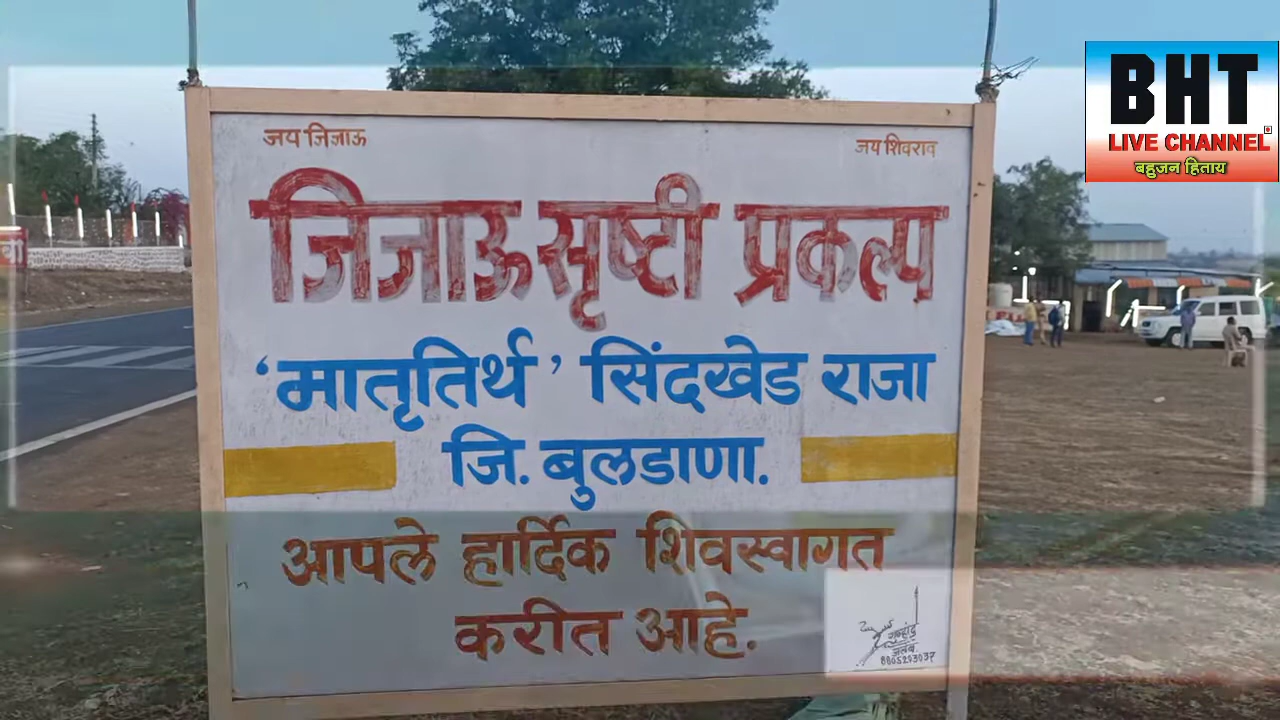 जय जिजाऊ
जय शिवराव
जिजाऊसृष्टी प्रकल्प
‘मातृतिर्थ’ सिंदखेड राजा
जि. बुलडाणा.
आपले हार्दिक शिवस्वागत
करीत आहे.
BHT
LIVE CHANNEL
बहुजन हिताय